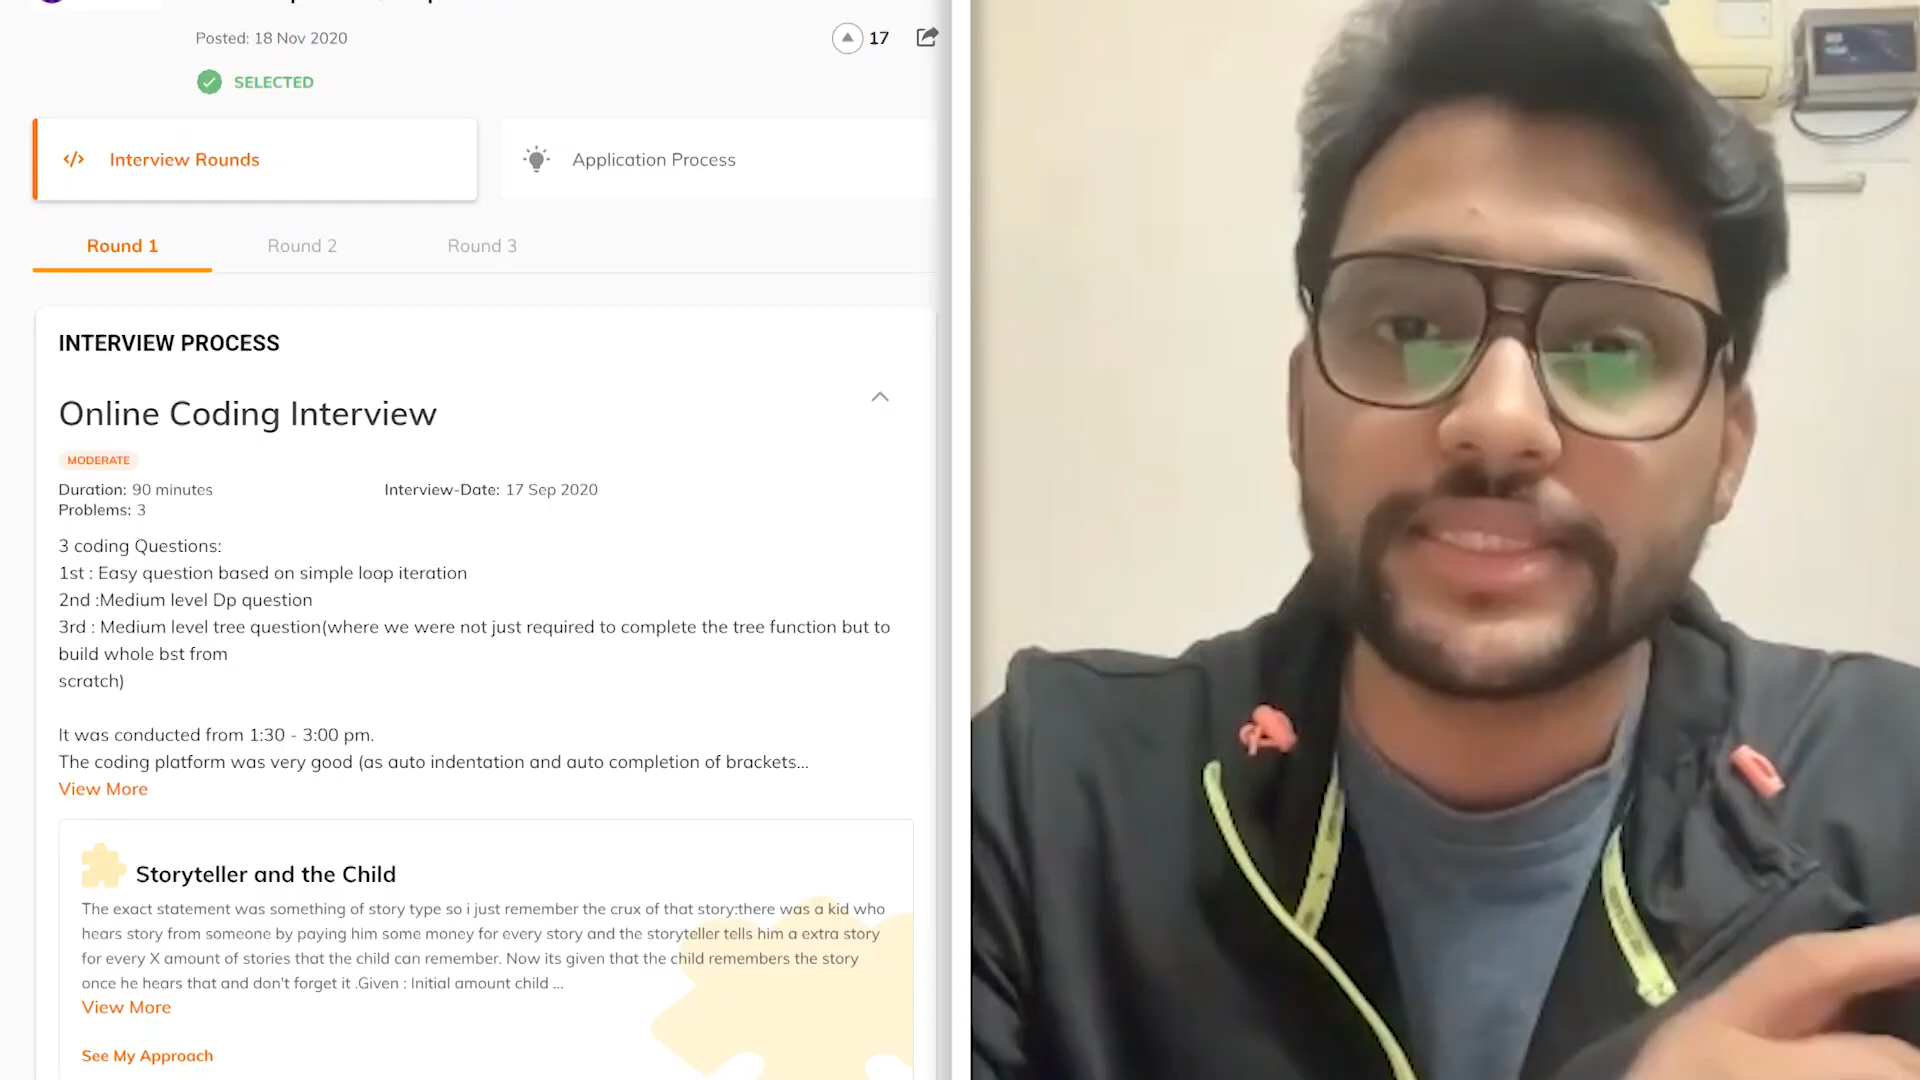 Posted: 18 Nov 2020
17
SELECTED
Interview Rounds
Application Process
Round 1
Round 2
Round 3
INTERVIEW PROCESS
Online Coding Interview
MODERATE
Duration: 90 minutes
Interview-Date: 17 Sep 2020
Problems: 3
3 coding Questions:
1st : Easy question based on simple loop iteration
2nd :Medium level Dp question
3rd : Medium level tree question(where we were not just required to complete the tree function but to
build whole bst from
scratch)
It was conducted from 1:30 - 3:00 pm.
The coding platform was very good (as auto indentation and auto completion of brackets...
View More
Storyteller and the Child
The exact statement was something of story type so i just remember the crux of that story:there was a kid who
hears story from someone by paying him some money for every story and the storyteller tells him a extra story
for every X amount of stories that the child can remember. Now its given that the child remembers the story
once he hears that and don't forget it .Given : Initial amount child ...
View More
See My Approach